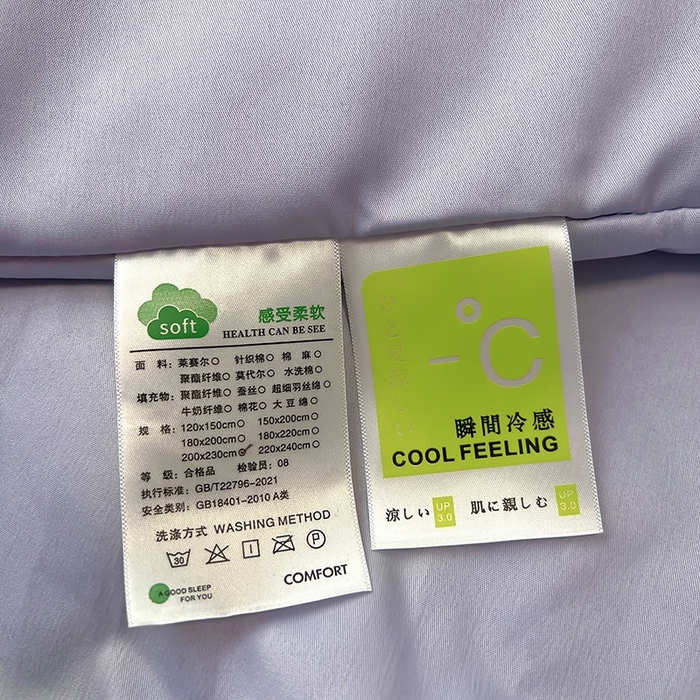 soft
感受柔软
HEALTH CAN BE SEE
面 料: 莱赛尔○ 针织棉○ 棉 麻○
聚酯纤维○ 莫代尔○ 水洗棉○
填充物: 聚酯纤维○ 蚕丝○ 超细羽丝绵○
牛奶纤维○ 棉花○ 大豆绵○
规 格: 120x150cm○ 150x200cm○
180x200cm○ 180x220cm○
200x230cm○ 220x240cm○
等 级: 合格品 检验员: 08
执行标准: GB/T22796-2021
安全类别: GB18401-2010 A类
洗涤方式 WASHING METHOD
30 P
A GOOD SLEEP
FOR YOU
COMFORT
-℃
瞬間冷感
COOL FEELING
涼しい UP 3.0 肌に親しむ UP 3.0